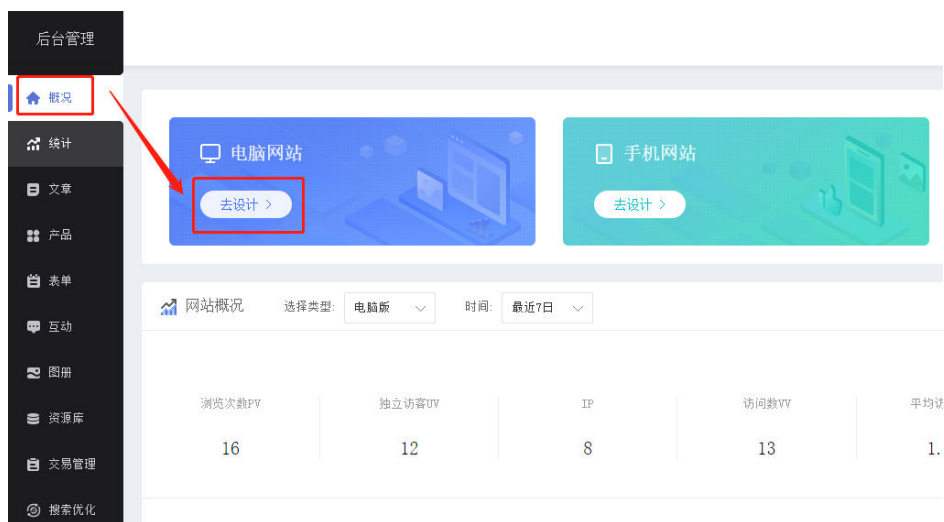 后台管理
概况
统计
文章
产品
表单
互动
图册
资源库
交易管理
搜索优化
电脑网站
去设计 >
手机网站
去设计 >
网站概况 选择类型: 电脑版 时间: 最近7日
浏览次数PV 独立访客UV IP 访问数VV 平均访
16 12 8 13 1.